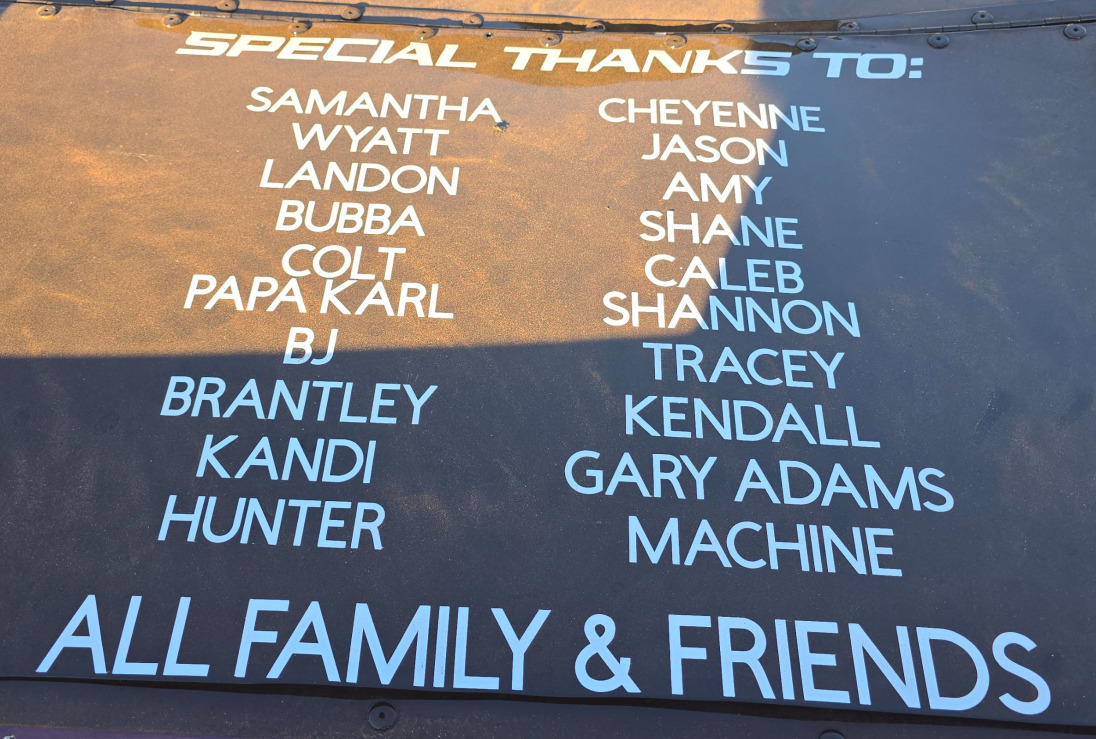 SPECIAL THANKS TO:
SAMANTHA
WYATT
LANDON
BUBBA
COLT
PAPA KARL
BJ
BRANTLEY
KANDI
HUNTER
CHEYENNE
JASON
AMY
SHANE
CALEB
SHANNON
TRACEY
KENDALL
GARY ADAMS
MACHINE
ALL FAMILY & FRIENDS